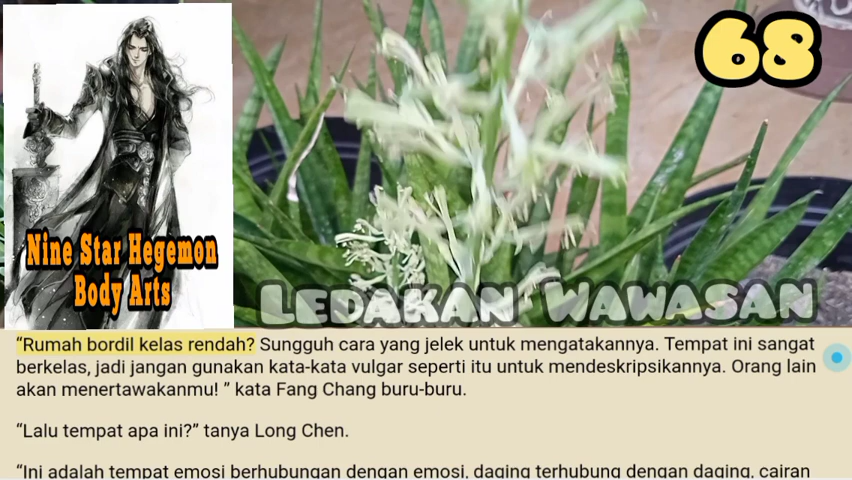 68
Nine Star Hegemon
Body Arts
Ledakan Wawasan
“Rumah bordil kelas rendah? Sungguh cara yang jelek untuk mengatakannya. Tempat ini sangat
berkelas, jadi jangan gunakan kata-kata vulgar seperti itu untuk mendeskripsikannya. Orang lain
akan menertawakanmu! ” kata Fang Chang buru-buru.
“Lalu tempat apa ini?” tanya Long Chen.
“Ini adalah tempat emosi berhubungan dengan emosi, daging terhubung dengan daging, cairan